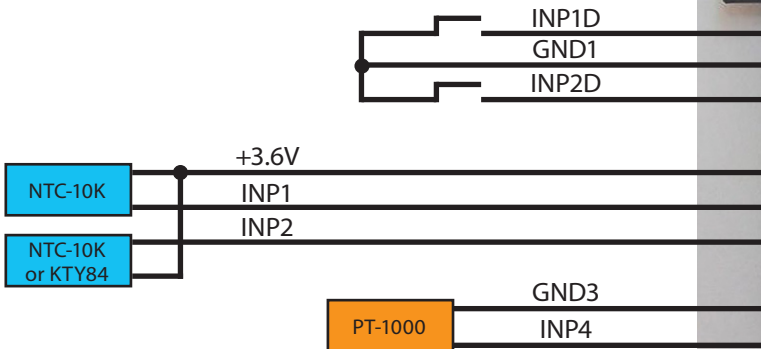 INP1D
GND1
INP2D
+3.6V
NTC-10K
INP1
INP2
NTC-10K
or KTY84
GND3
PT-1000
INP4